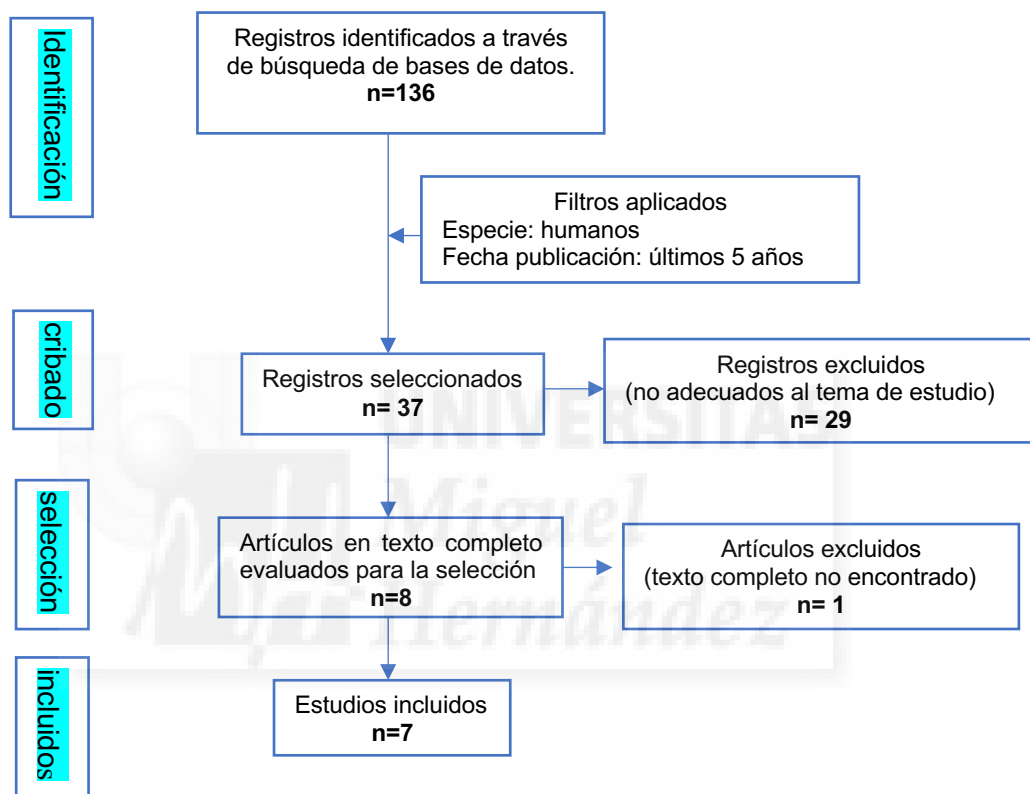 Identificación
Registros identificados a través
de búsqueda de bases de datos.
n=136
Filtros aplicados
Especie: humanos
Fecha publicación: últimos 5 años
cribado
Registros seleccionados
n= 37
Registros excluidos
(no adecuados al tema de estudio)
n= 29
UNIVERSITAS
Miguel
Hernández
selección
Artículos en texto completo
evaluados para la selección
n=8
Artículos excluidos
(texto completo no encontrado)
n= 1
incluidos
Estudios incluidos
n=7